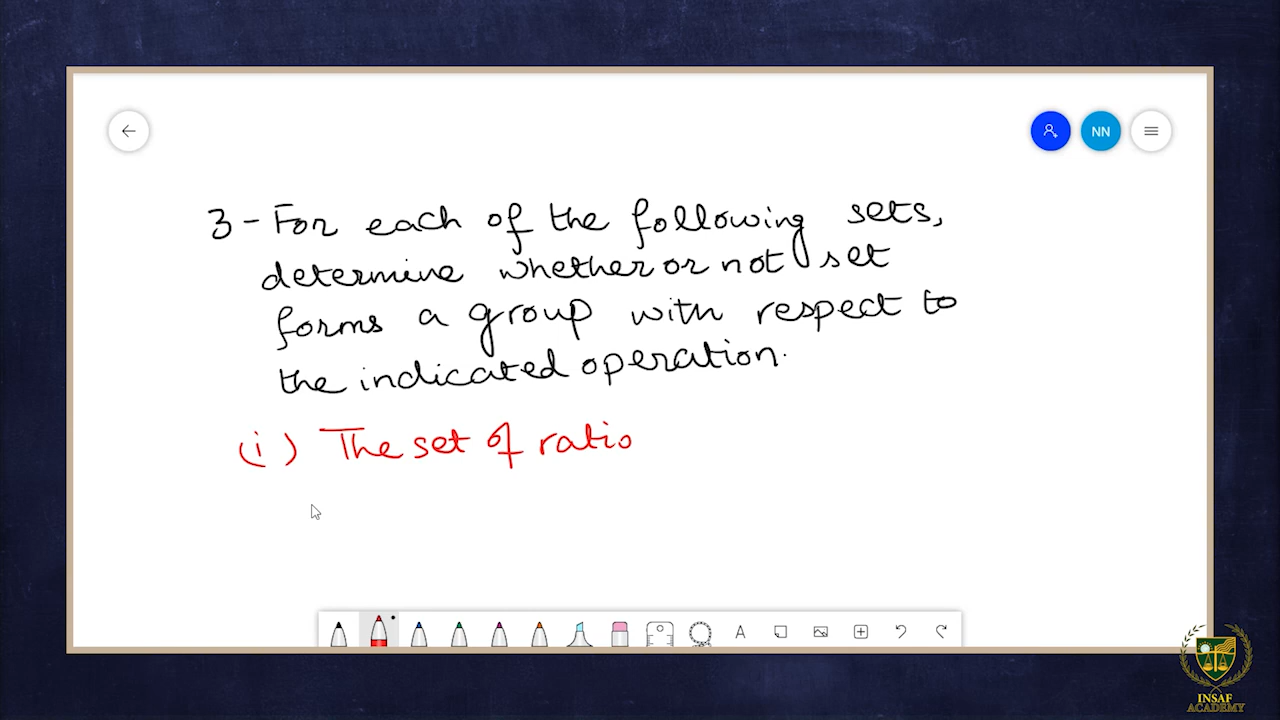 NN
3 - For each of the following sets,
determine whether or not set
forms a group with respect to
the indicated operation.
(i) The set of ratio
A
INSAF
ACADEMY